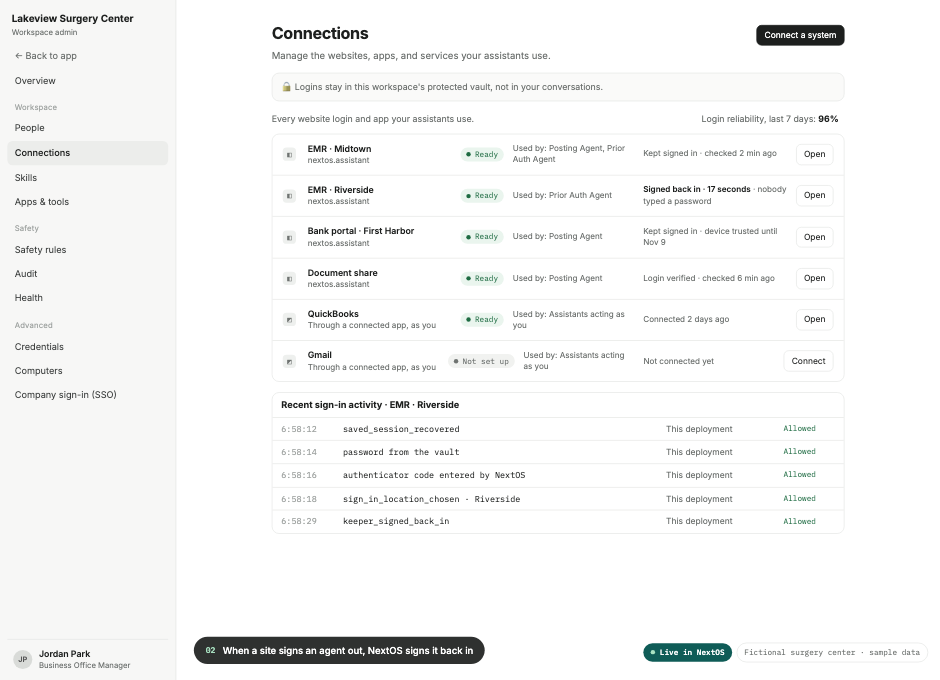 Lakeview Surgery Center
Workspace admin
← Back to app
Overview
Workspace
People
Connections
Skills
Apps & tools
Safety
Safety rules
Audit
Health
Advanced
Credentials
Computers
Company sign-in (SSO)
JP
Jordan Park
Business Office Manager
Connections
Connect a system
Manage the websites, apps, and services your assistants use.
Logins stay in this workspace's protected vault, not in your conversations.
Every website login and app your assistants use.
Login reliability, last 7 days: 96%
EMR · Midtown
nextos.assistant
Ready
Used by: Posting Agent, Prior
Auth Agent
Kept signed in · checked 2 min ago
Open
EMR · Riverside
nextos.assistant
Ready
Used by: Prior Auth Agent
Signed back in · 17 seconds · nobody
typed a password
Open
Bank portal · First Harbor
nextos.assistant
Ready
Used by: Posting Agent
Kept signed in · device trusted until
Nov 9
Open
Document share
nextos.assistant
Ready
Used by: Posting Agent
Login verified · checked 6 min ago
Open
QuickBooks
Through a connected app, as you
Ready
Used by: Assistants acting as
you
Connected 2 days ago
Open
Gmail
Through a connected app, as you
Not set up
Used by: Assistants acting
as you
Not connected yet
Connect
Recent sign-in activity · EMR · Riverside
6:58:12 saved_session_recovered This deployment Allowed
6:58:14 password from the vault This deployment Allowed
6:58:16 authenticator code entered by NextOS This deployment Allowed
6:58:18 sign_in_location_chosen · Riverside This deployment Allowed
6:58:29 keeper_signed_back_in This deployment Allowed
02 When a site signs an agent out, NextOS signs it back in
Live in NextOS
Fictional surgery center · sample data